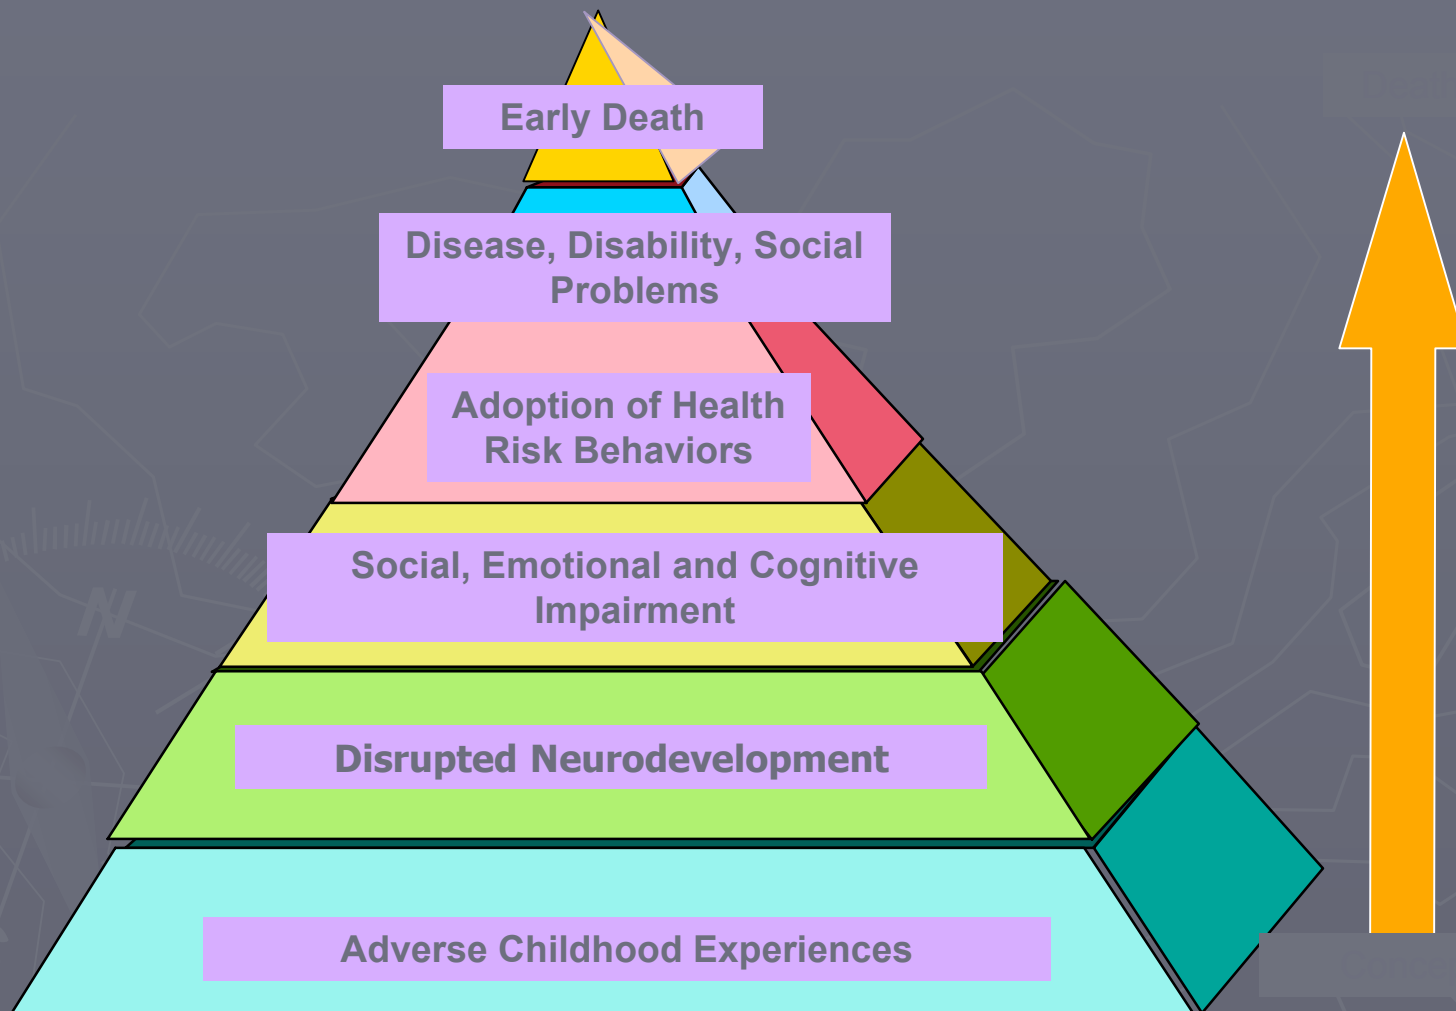 Early Death
Disease, Disability, Social
Problems
Adoption of Health
Risk Behaviors
Social, Emotional and Cognitive
Impairment
N
Disrupted Neurodevelopment
Adverse Childhood Experiences